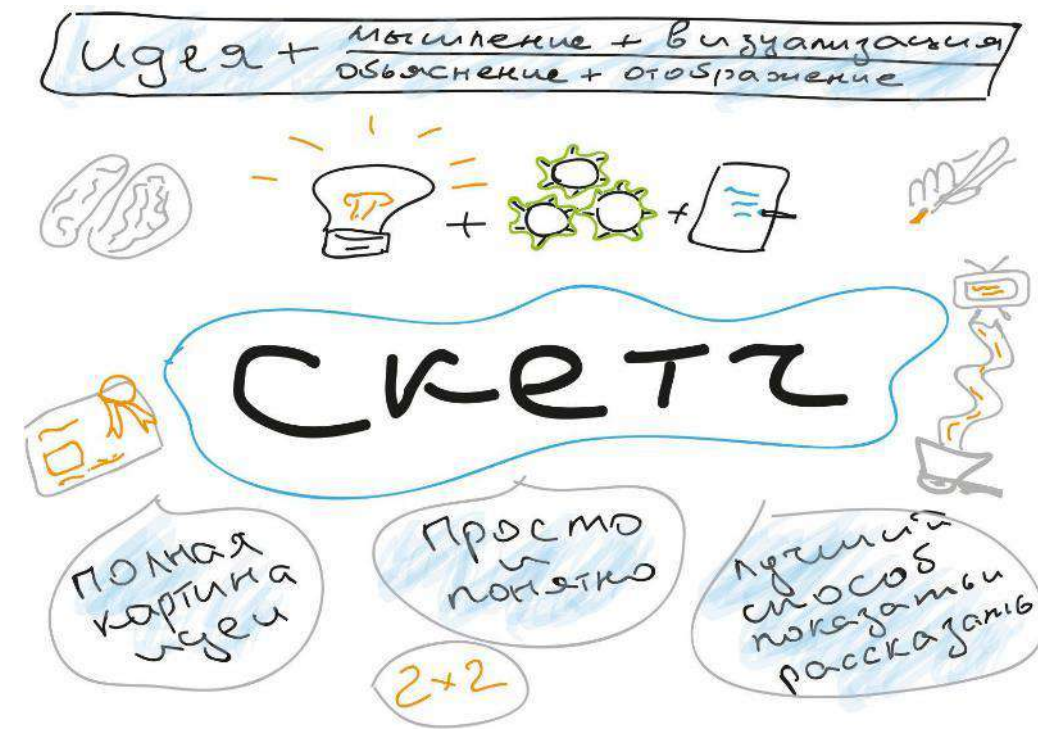 идея + мышление + визуализация
объяснение + отображение
+ +
скетч
полная
картина
идеи
просто
и
понятно
2+2
лучший
способ
показать и
рассказать